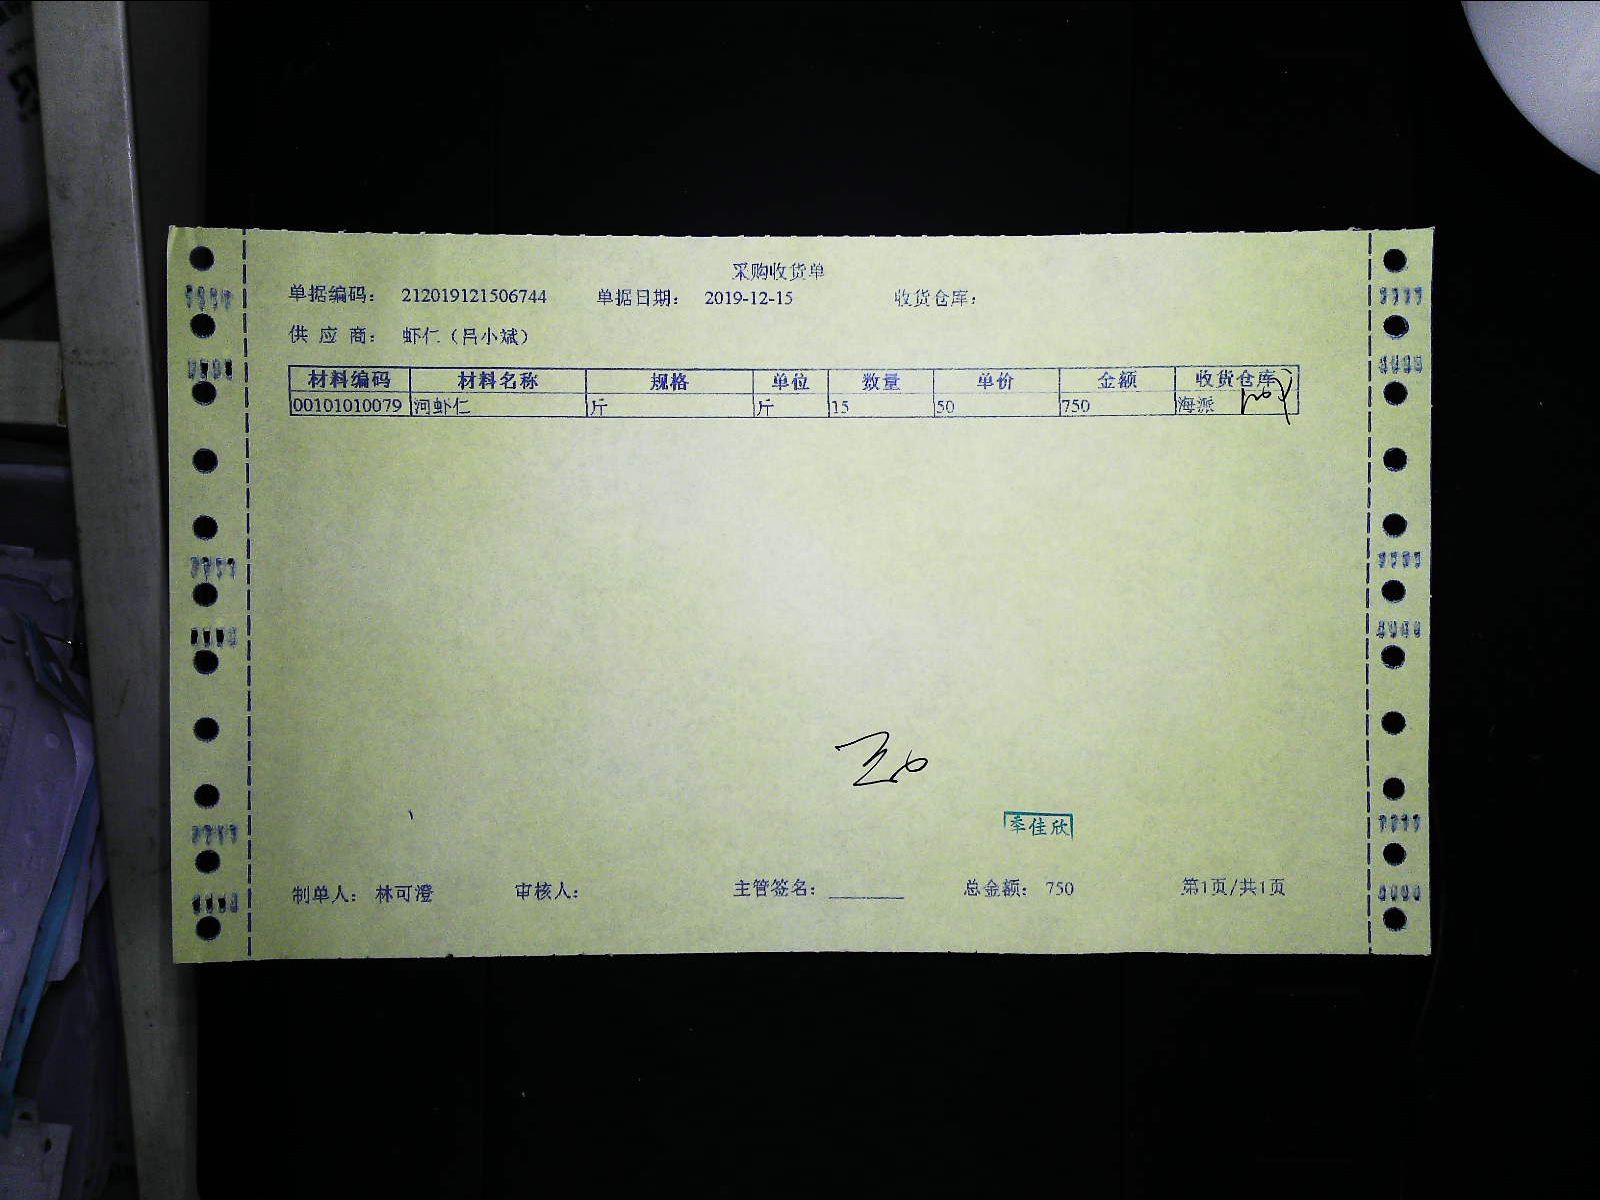 采购收货单
单据编码： 212019121506744 单据日期： 2019-12-15 收货仓库：
供 应 商： 虾仁（吕小斌）
材料编码 材料名称 规格 单位 数量 单价 金额 收货仓库
00101010079 河虾仁 斤 斤 15 50 750 海派
季佳欣
制单人： 林可澄 审核人： 主管签名： 总金额： 750 第1页/共1页